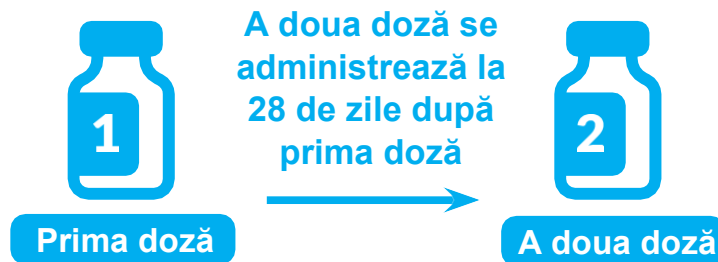 A doua doză se
administrează la
28 de zile după
prima doză
1
2
Prima doză
A doua doză